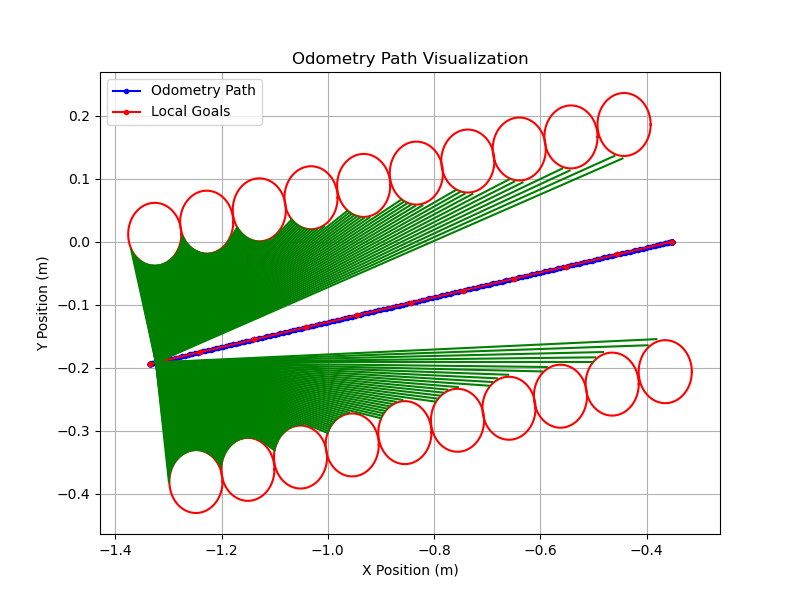 Odometry Path Visualization
Odometry Path
Local Goals
0.2
0.1
0.0
−0.1
−0.2
−0.3
−0.4
Y Position (m)
−1.4 −1.2 −1.0 −0.8 −0.6 −0.4
X Position (m)